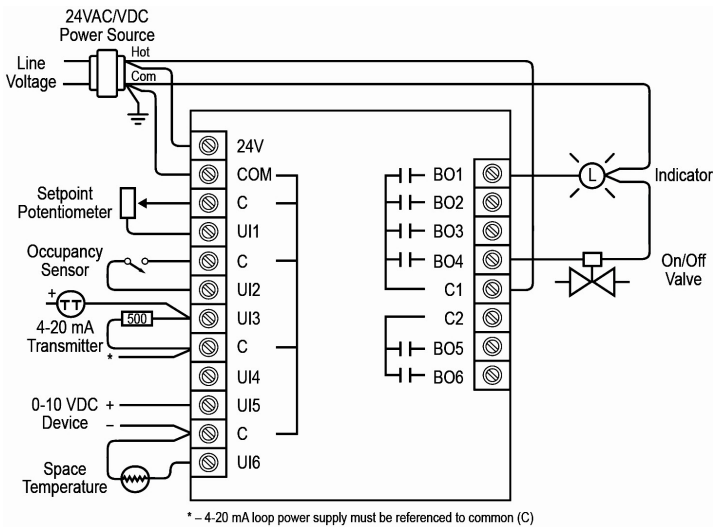 24VAC/VDC
Power Source
Hot
Line
Voltage
Com
24V
COM
Setpoint
Potentiometer
C
UI1
Occupancy
Sensor
C
UI2
+
TT
4-20 mA
Transmitter
500
*
UI3
C
UI4
0-10 VDC
Device
+
–
UI5
C
Space
Temperature
UI6
BO1
BO2
BO3
BO4
C1
C2
BO5
BO6
L
Indicator
On/Off
Valve
* – 4-20 mA loop power supply must be referenced to common (C)